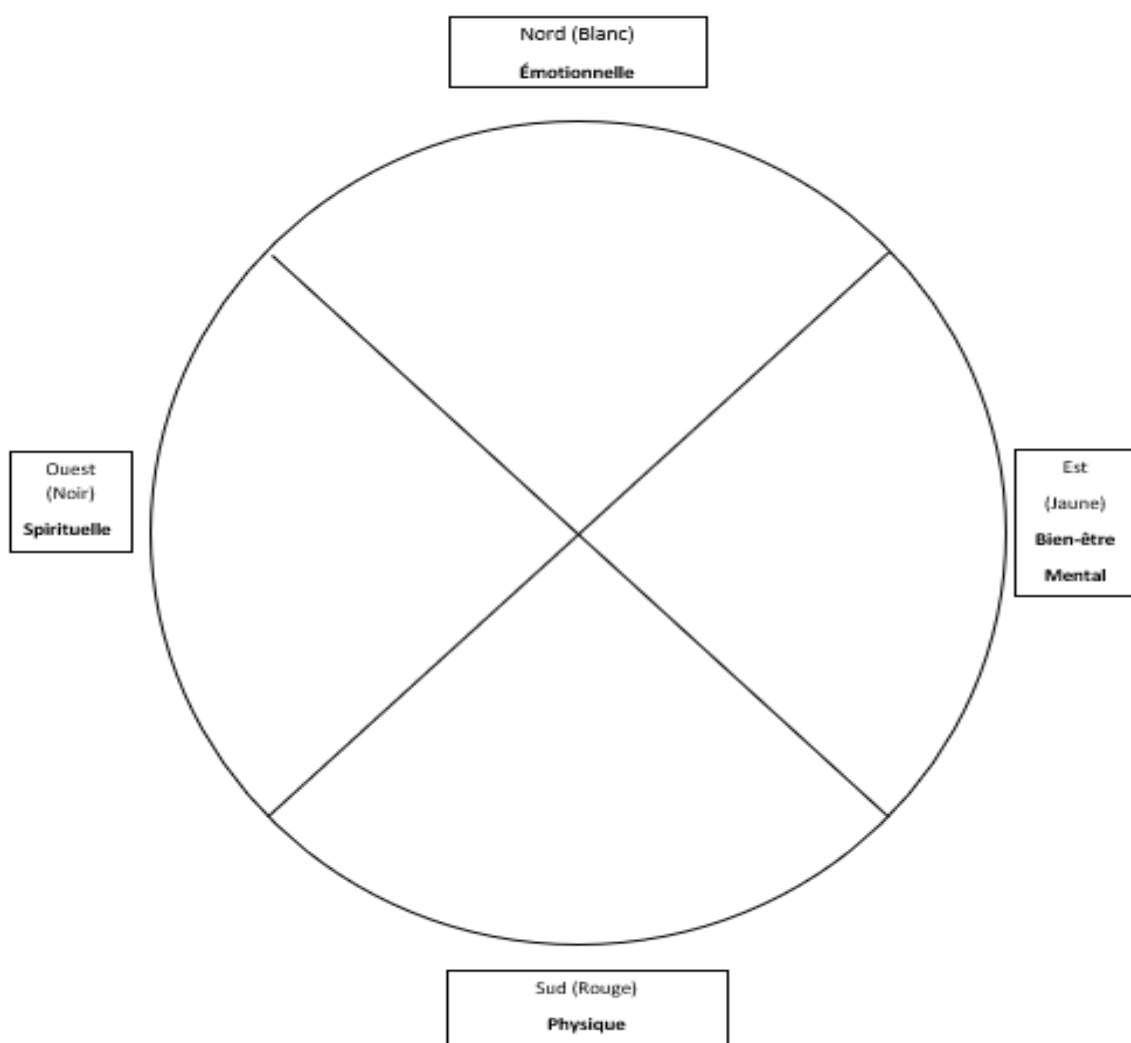 Nord (Blanc)
Émotionnelle
Ouest
(Noir)
Spirituelle
Est
(Jaune)
Bien-être
Mental
Sud (Rouge)
Physique